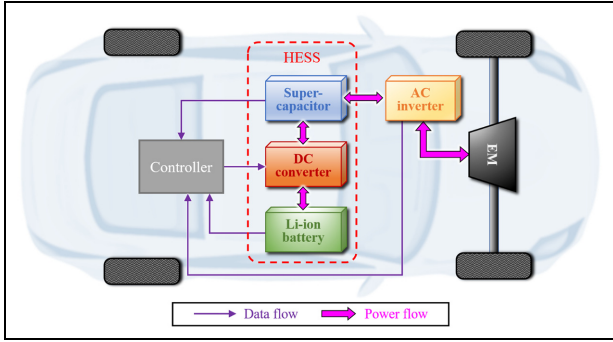 HESS
Super-
capacitor
AC
inverter
Controller
DC
converter
EM
Li-ion
battery
Data flow
Power flow